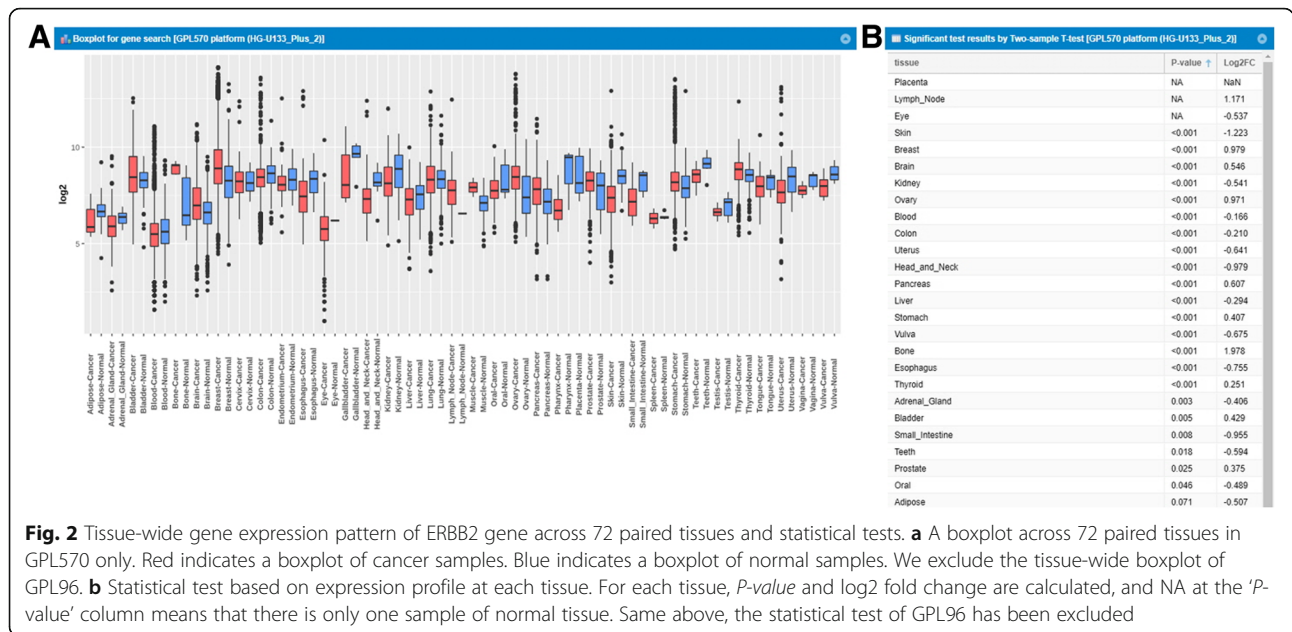 A
Boxplot for gene search [GPL570 platform (HG-U133_Plus_2)]
log2
10
5
Adipose-Cancer
Adipose-Normal
Adrenal_Gland-Cancer
Adrenal_Gland-Normal
Bladder-Cancer
Bladder-Normal
Blood-Cancer
Blood-Normal
Bone-Cancer
Bone-Normal
Brain-Cancer
Brain-Normal
Breast-Cancer
Breast-Normal
Cervix-Cancer
Cervix-Normal
Colon-Cancer
Colon-Normal
Endometrium-Cancer
Endometrium-Normal
Esophagus-Cancer
Esophagus-Normal
Eye-Cancer
Eye-Normal
Gallbladder-Cancer
Gallbladder-Normal
Head_and_Neck-Cancer
Head_and_Neck-Normal
Kidney-Cancer
Kidney-Normal
Liver-Cancer
Liver-Normal
Lung-Cancer
Lung-Normal
Lymph_Node-Cancer
Lymph_Node-Normal
Muscle-Cancer
Muscle-Normal
Oral-Cancer
Oral-Normal
Ovary-Cancer
Ovary-Normal
Pancreas-Cancer
Pancreas-Normal
Pharynx-Cancer
Pharynx-Normal
Placenta-Normal
Prostate-Cancer
Prostate-Normal
Skin-Cancer
Skin-Normal
Small_Intestine-Cancer
Small_Intestine-Normal
Spleen-Cancer
Spleen-Normal
Stomach-Cancer
Stomach-Normal
Teeth-Cancer
Teeth-Normal
Testis-Cancer
Testis-Normal
Thyroid-Cancer
Thyroid-Normal
Tongue-Cancer
Tongue-Normal
Uterus-Cancer
Uterus-Normal
Vagina-Cancer
Vagina-Normal
Vulva-Cancer
Vulva-Normal
B
Significant test results by Two-sample T-test [GPL570 platform (HG-U133_Plus_2)]
tissue P-value ↑ Log2FC
Placenta NA NaN
Lymph_Node NA 1.171
Eye NA -0.537
Skin <0.001 -1.223
Breast <0.001 0.979
Brain <0.001 0.546
Kidney <0.001 -0.541
Ovary <0.001 0.971
Blood <0.001 -0.166
Colon <0.001 -0.210
Uterus <0.001 -0.641
Head_and_Neck <0.001 -0.979
Pancreas <0.001 0.607
Liver <0.001 -0.294
Stomach <0.001 0.407
Vulva <0.001 -0.675
Bone <0.001 1.978
Esophagus <0.001 -0.755
Thyroid <0.001 0.251
Adrenal_Gland 0.003 -0.406
Bladder 0.005 0.429
Small_Intestine 0.008 -0.955
Teeth 0.018 -0.594
Prostate 0.025 0.375
Oral 0.046 -0.489
Adipose 0.071 -0.507
Fig. 2 Tissue-wide gene expression pattern of ERBB2 gene across 72 paired tissues and statistical tests. a A boxplot across 72 paired tissues in
GPL570 only. Red indicates a boxplot of cancer samples. Blue indicates a boxplot of normal samples. We exclude the tissue-wide boxplot of
GPL96. b Statistical test based on expression profile at each tissue. For each tissue, P-value and log2 fold change are calculated, and NA at the ‘P-
value’ column means that there is only one sample of normal tissue. Same above, the statistical test of GPL96 has been excluded